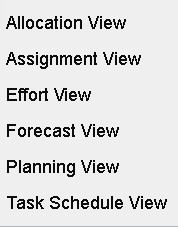 Allocation View
Assignment View
Effort View
Forecast View
Planning View
Task Schedule View